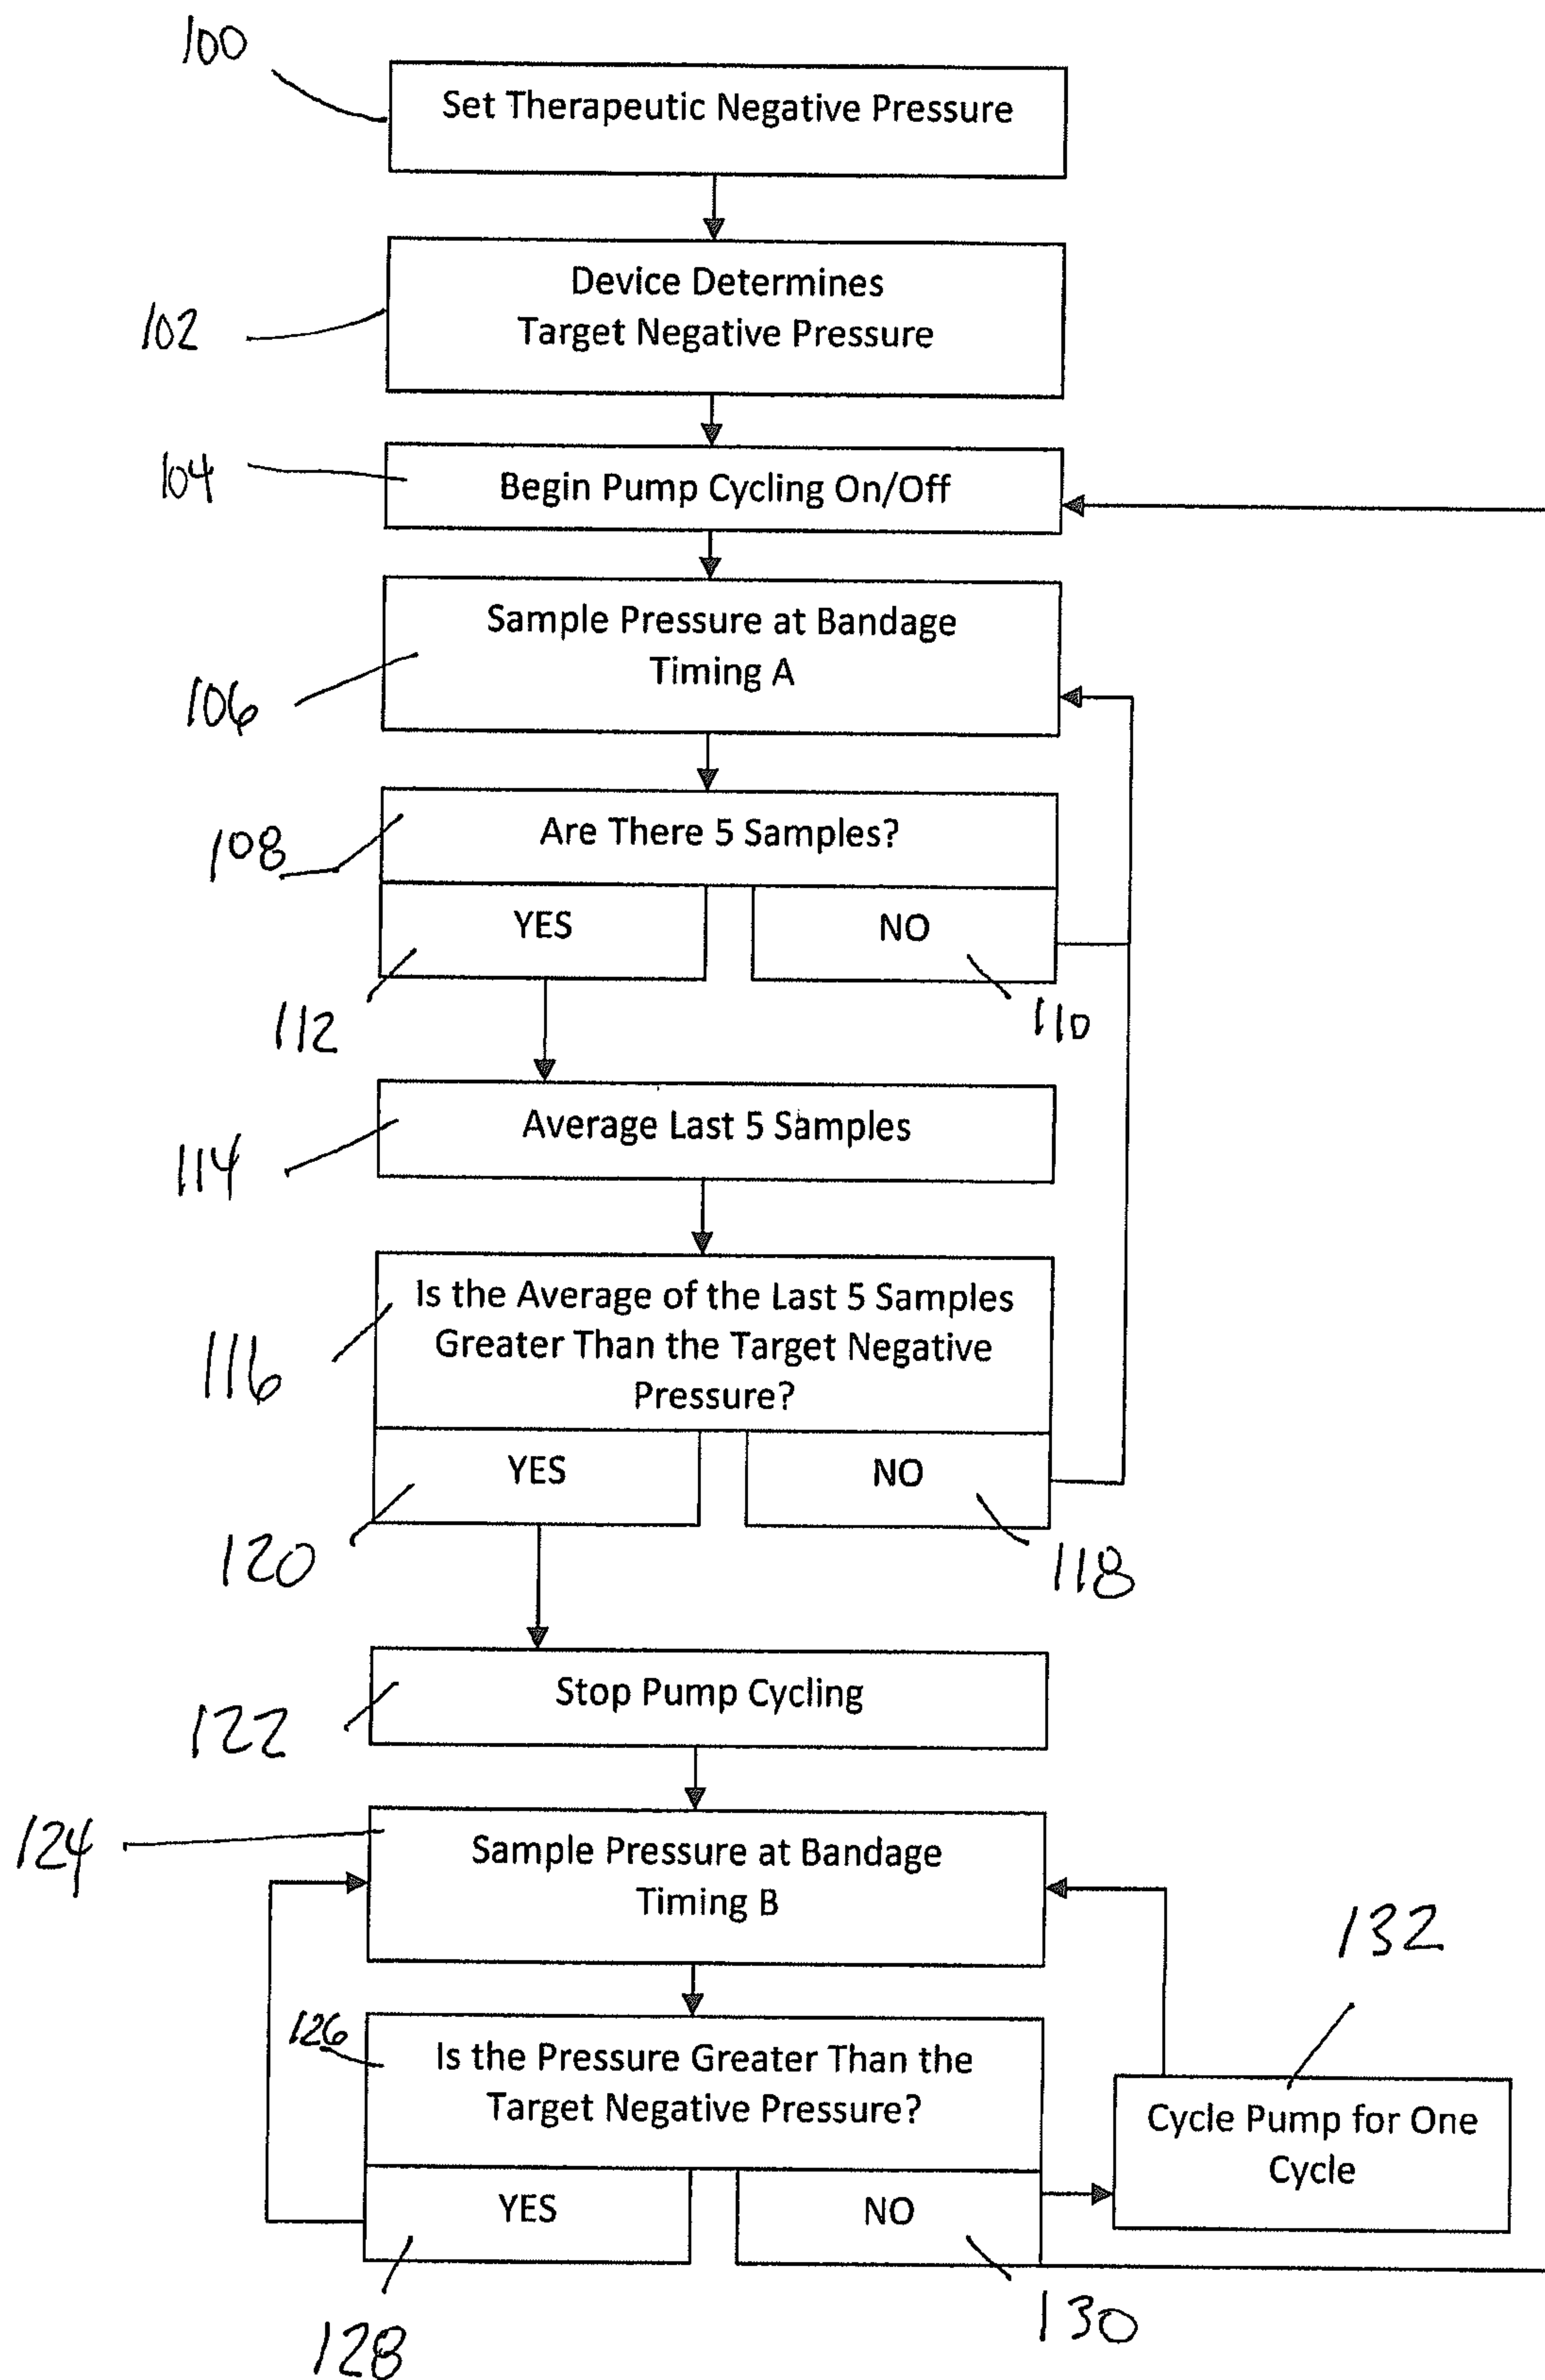 100
Set Therapeutic Negative Pressure
102
Device Determines
Target Negative Pressure
104
Begin Pump Cycling On/Off
106
Sample Pressure at Bandage
Timing A
108
Are There 5 Samples?
YES
NO
112
110
114
Average Last 5 Samples
116
Is the Average of the Last 5 Samples
Greater Than the Target Negative
Pressure?
YES
NO
120
118
122
Stop Pump Cycling
124
Sample Pressure at Bandage
Timing B
132
126
Is the Pressure Greater Than the
Target Negative Pressure?
Cycle Pump for One
Cycle
YES
NO
128
130